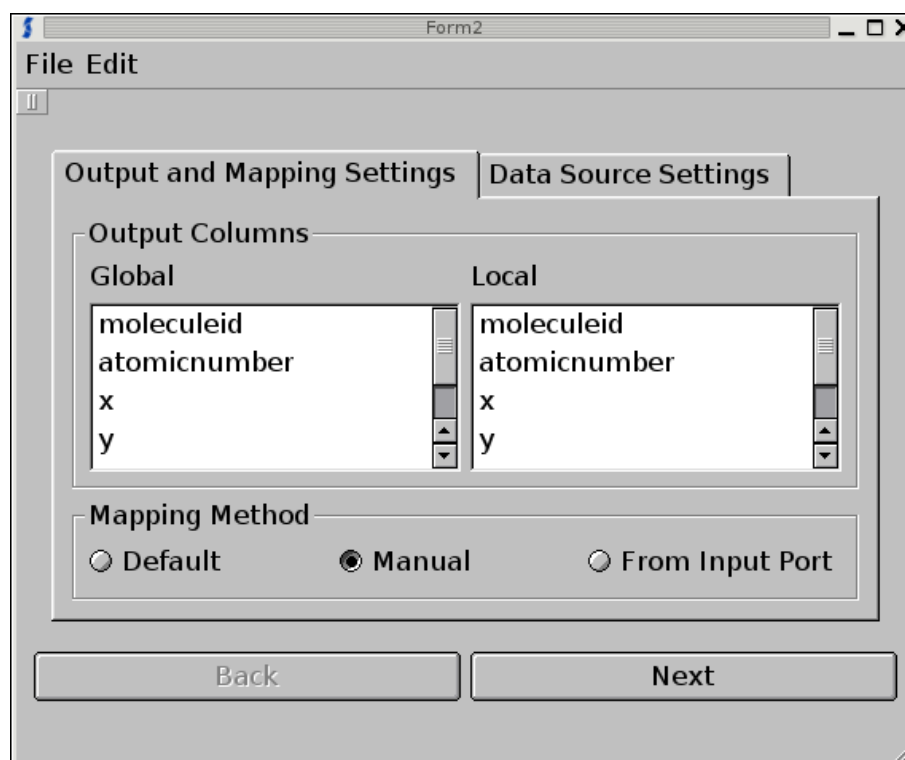 Form2
File Edit
Output and Mapping Settings Data Source Settings
Output Columns
Global Local
moleculeid moleculeid
atomicnumber atomicnumber
x x
y y
Mapping Method
Default Manual From Input Port
Back Next